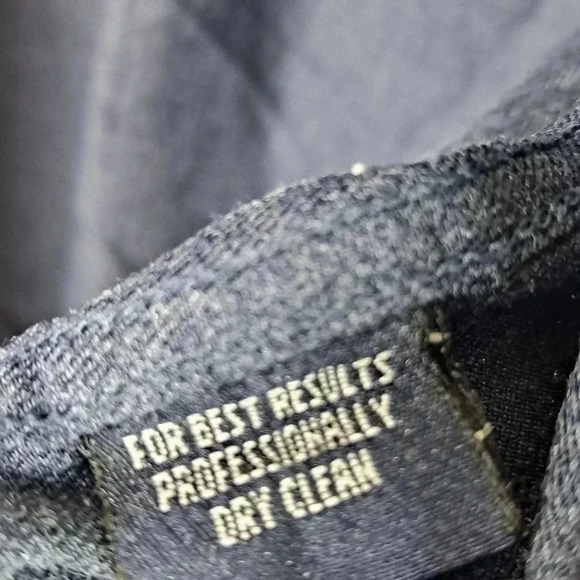 FOR BEST RESULTS
PROFESSIONALLY
DRY CLEAN